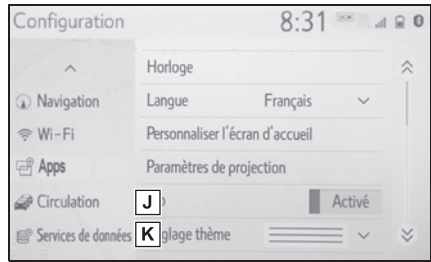 Configuration 8:31
Horloge
Navigation
Langue Français
Wi-Fi
Personnaliser l'écran d'accueil
Apps
Paramètres de projection
Circulation
J
Activé
Services de données
K
glage thème